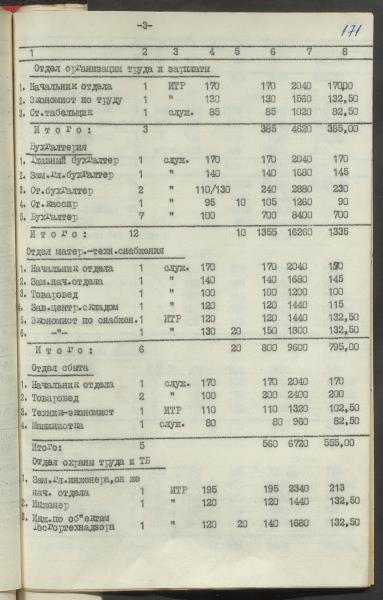 -3-
171
1 2 3 4 5 6 7 8
Отдел организации труда и зарплаты
1. Начальник отдела 1 ИТР 170 170 2040 170,00
2. Экономист по труду 1 " 130 130 1560 132,50
3. Ст.табельщик 1 служ. 85 85 1020 82,50
Итого: 3 385 4620 385,00
Бухгалтерия
1. Главный бухгалтер 1 служ. 170 170 2040 170
2. Зам.гл.бухгалтер 1 " 140 140 1680 145
3. Ст.бухгалтер 2 " 110/130 240 2880 230
4. Ст.кассир 1 " 95 10 105 1260 90
5. Бухгалтер 7 " 100 700 8400 700
Итого: 12 10 1355 16260 1335
Отдел матер.-техн.снабжения
1. Начальник отдела 1 служ. 170 170 2040 170
2. Зам.нач.отдела 1 " 140 140 1680 145
3. Товаровед 1 " 100 100 1200 100
4. Зав.центр.складом 1 " 120 120 1440 115
5. Экономист по снабжен. 1 ИТР 120 120 1440 132,50
6. -"- 1 " 130 20 150 1800 132,50
Итого: 6 20 800 9600 795,00
Отдел сбыта
1. Начальник отдела 1 служ. 170 170 2040 170
2. Товаровед 2 " 100 200 2400 200
3. Техник-экономист 1 ИТР 110 110 1320 102,50
4. Машинистка 1 служ. 80 80 960 82,50
Итого: 5 560 6720 555,00
Отдел охраны труда и ТБ
1. Зам.гл.инженера,он же
нач. отдела 1 ИТР 195 195 2340 213
2. Инженер 1 " 120 120 1440 132,50
3. Инж.по об"ектам
Госгортехнадзора 1 " 120 20 140 1680 132,50